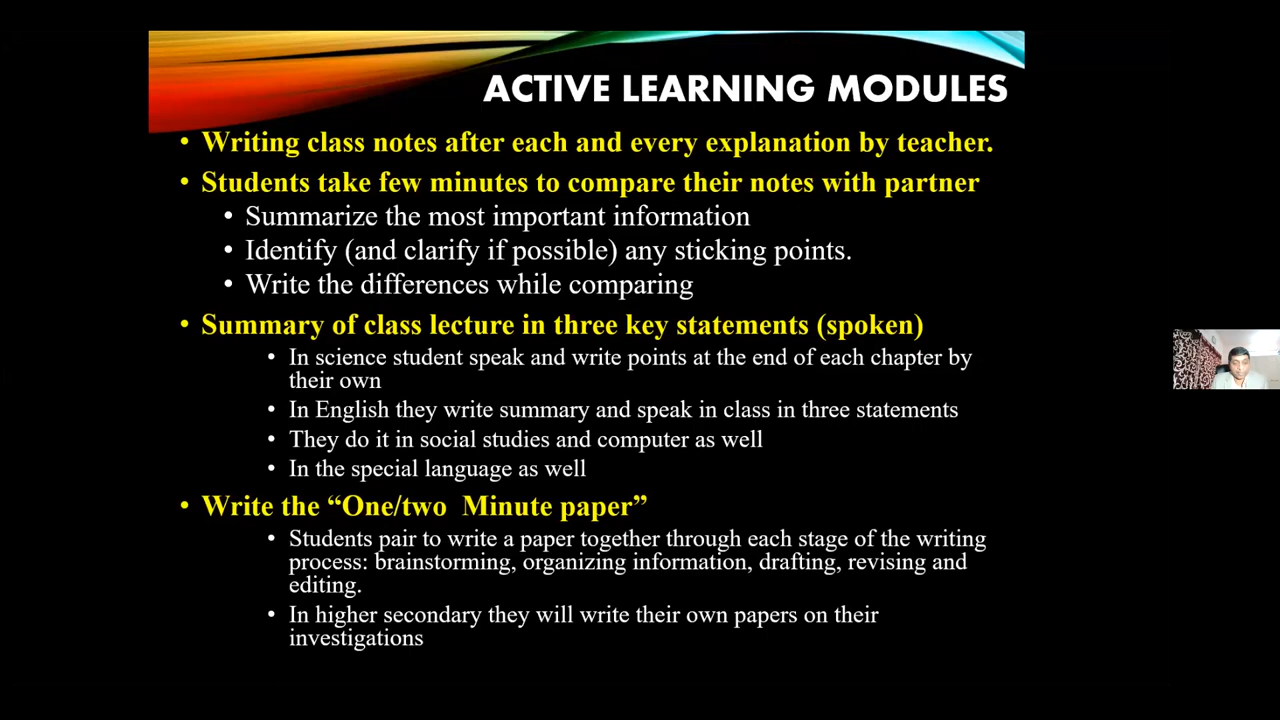 ACTIVE LEARNING MODULES
• Writing class notes after each and every explanation by teacher.
• Students take few minutes to compare their notes with partner
• Summarize the most important information
• Identify (and clarify if possible) any sticking points.
• Write the differences while comparing
• Summary of class lecture in three key statements (spoken)
• In science student speak and write points at the end of each chapter by
their own
• In English they write summary and speak in class in three statements
• They do it in social studies and computer as well
• In the special language as well
• Write the “One/two  Minute paper”
• Students pair to write a paper together through each stage of the writing
process: brainstorming, organizing information, drafting, revising and
editing.
• In higher secondary they will write their own papers on their
investigations